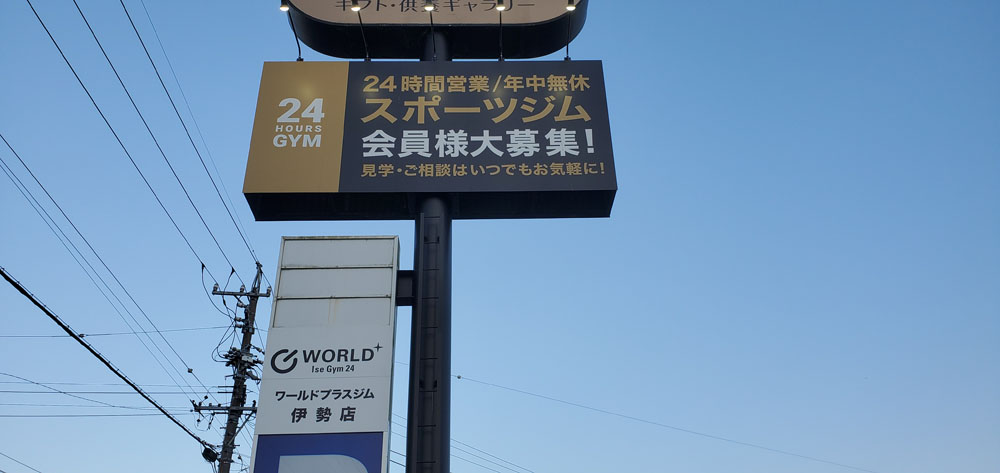 ギフト・供養ギャラリー
24
HOURS
GYM
24時間営業/年中無休
スポーツジム
会員様大募集!
見学・ご相談はいつでもお気軽に!
WORLD+
Ise Gym 24
ワールドプラスジム
伊勢店